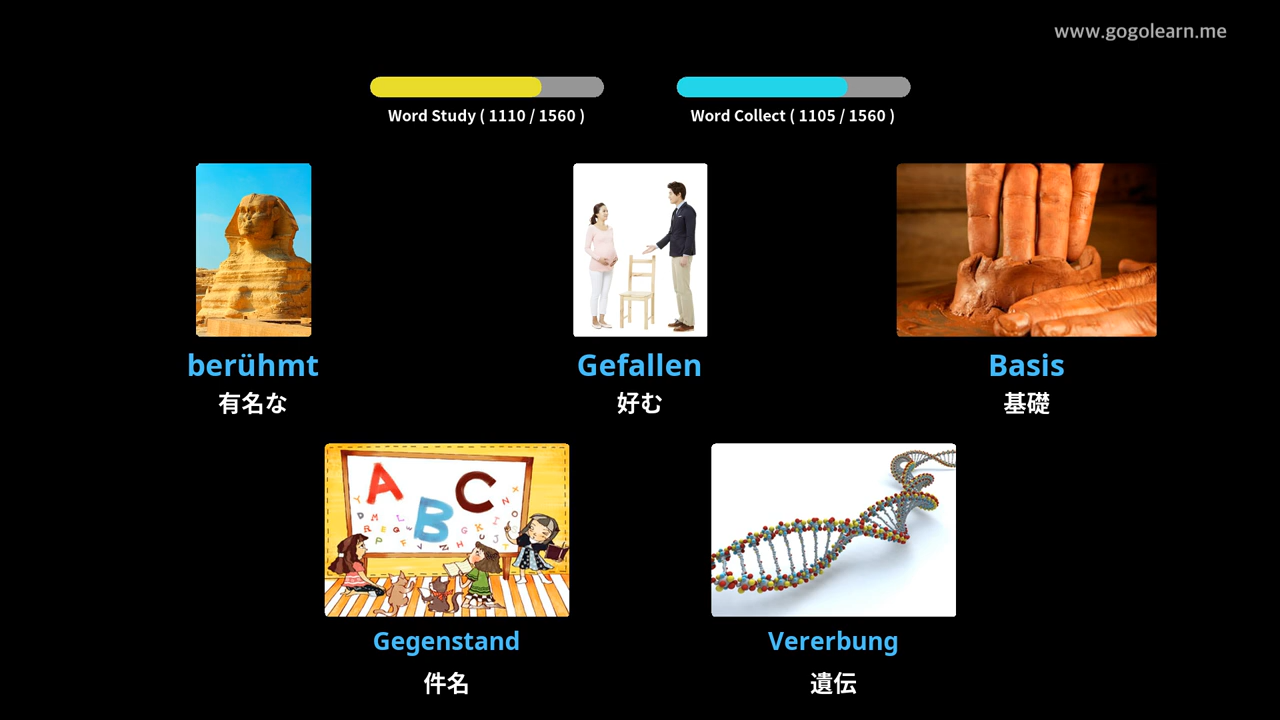 www.gogolearn.me
Word Study ( 1110 / 1560 )
Word Collect ( 1105 / 1560 )
berühmt
有名な
Gefallen
好む
Basis
基礎
A B C
Gegenstand
件名
Vererbung
遺伝